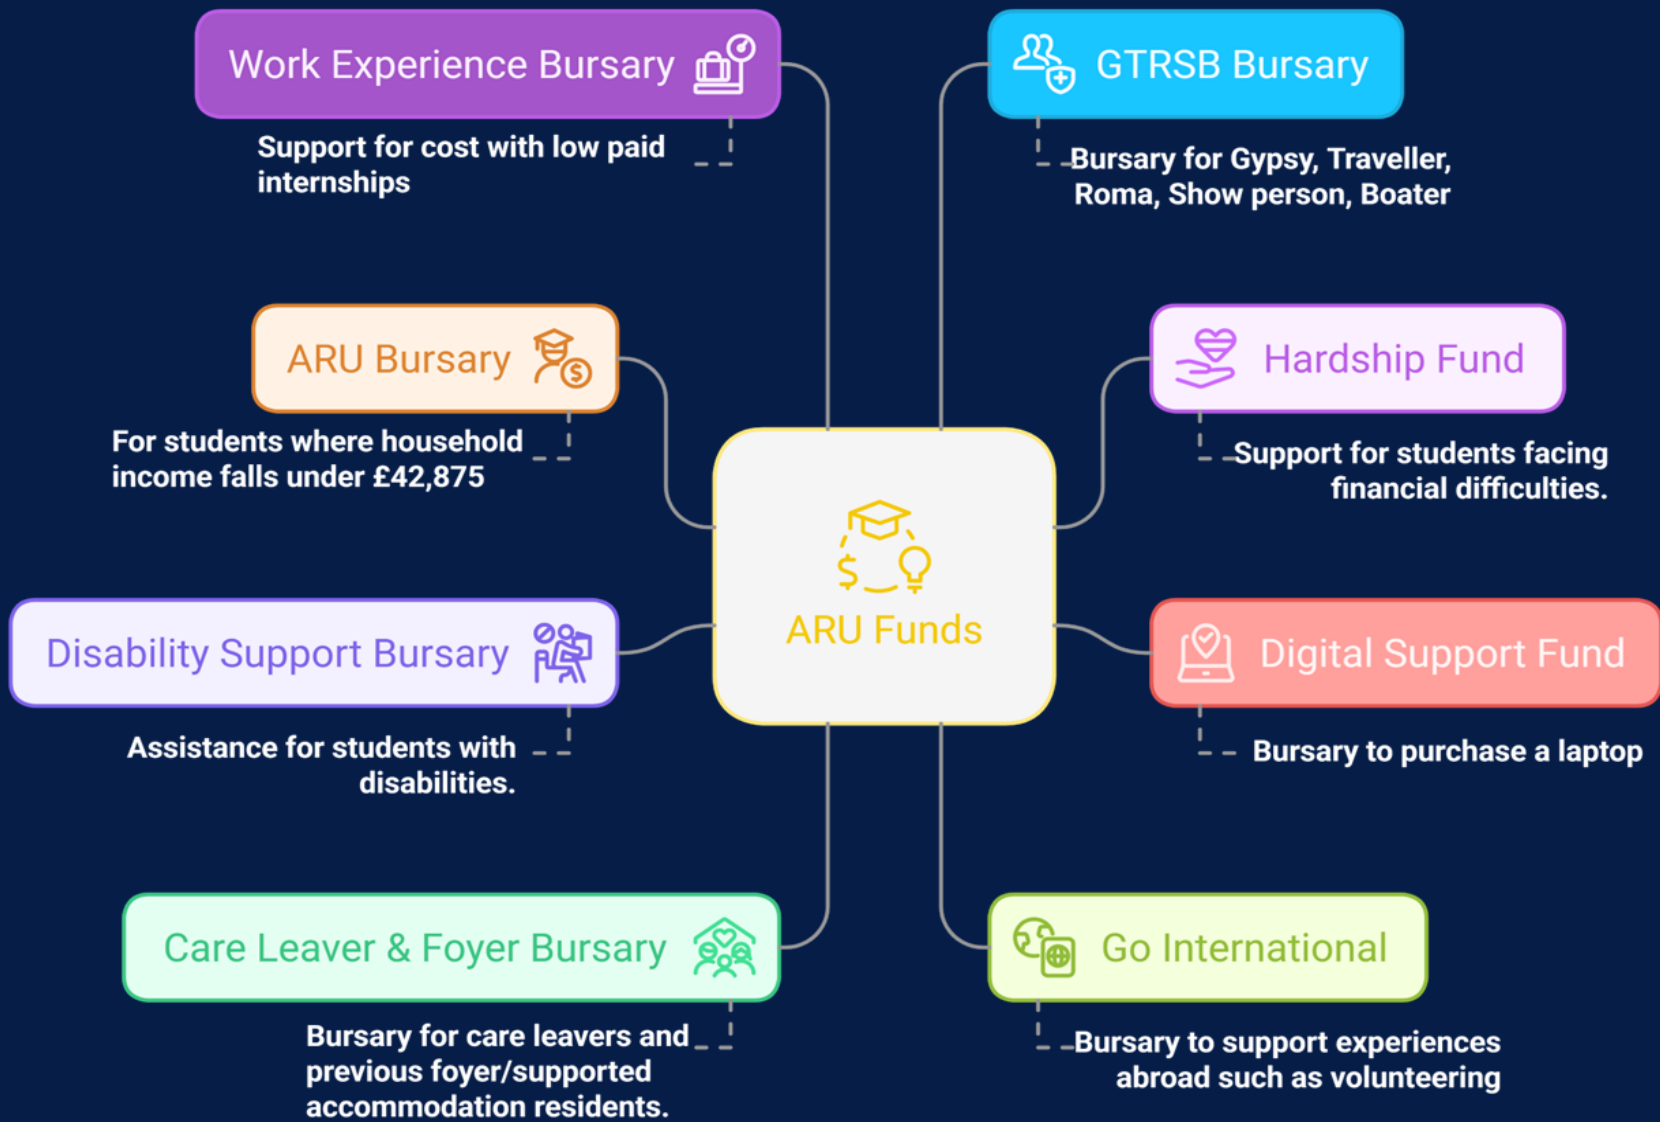 Work Experience Bursary
Support for cost with low paid
internships
GTRSB Bursary
Bursary for Gypsy, Traveller,
Roma, Show person, Boater
ARU Bursary
For students where household
income falls under £42,875
Hardship Fund
Support for students facing
financial difficulties.
ARU Funds
Disability Support Bursary
Assistance for students with
disabilities.
Digital Support Fund
Bursary to purchase a laptop
Care Leaver & Foyer Bursary
Bursary for care leavers and
previous foyer/supported
accommodation residents.
Go International
Bursary to support experiences
abroad such as volunteering